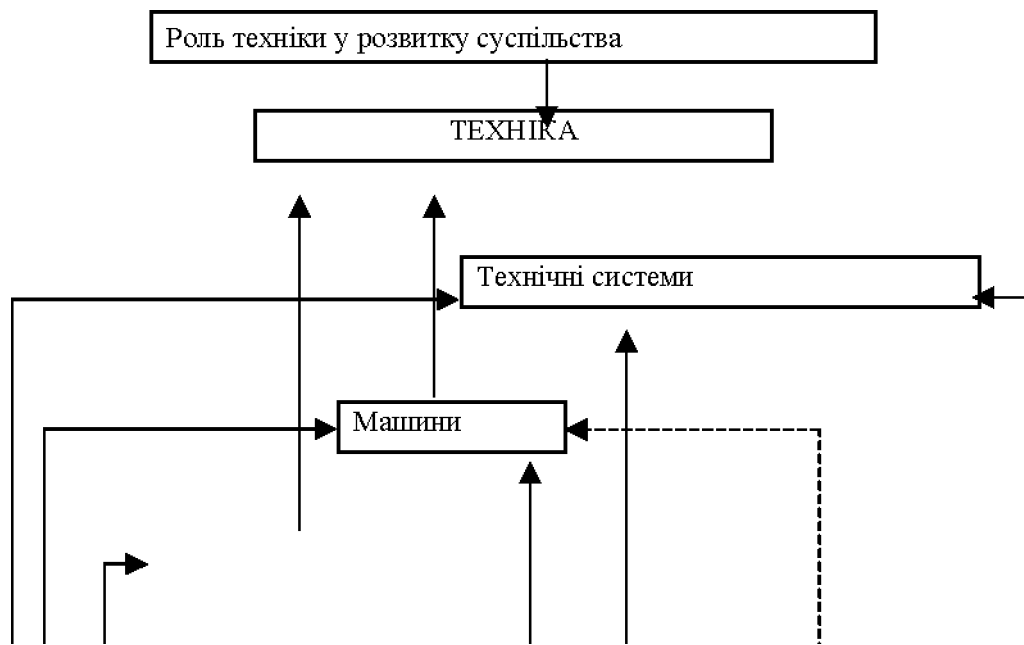 Роль техніки у розвитку суспільства
ТЕХНІКА
Технічні системи
Машини